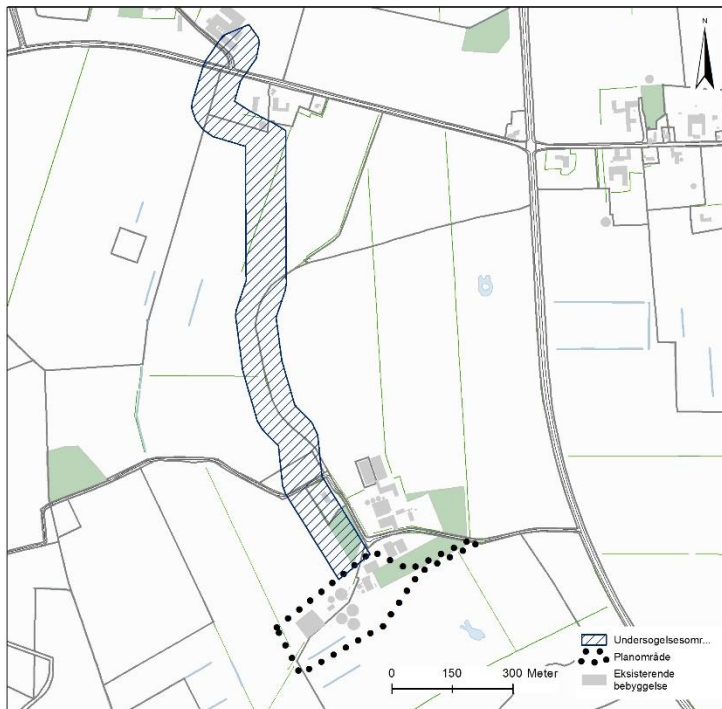 N
Undersøgelsesomr...
Planområde
Eksisterende
bebyggelse
0 150 300 Meter